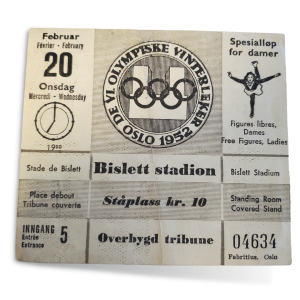 Februar
Février - February
20
Onsdag
Mercredi - Wednesday
19⁰⁰
DE VI OLYMPISKE VINTERLEKER
OSLO 1952
Spesialløp
for damer
Figures libres,
Dames
Free Figures, Ladies
Stade de Bislett
Bislett stadion
Bislett Stadium
Place debout
Tribune couverte
Ståplass kr. 10
Standing Room
Covered Stand
INNGANG
Entrée
Entrance
5
Overbygd tribune
04634
Fabritius, Oslo